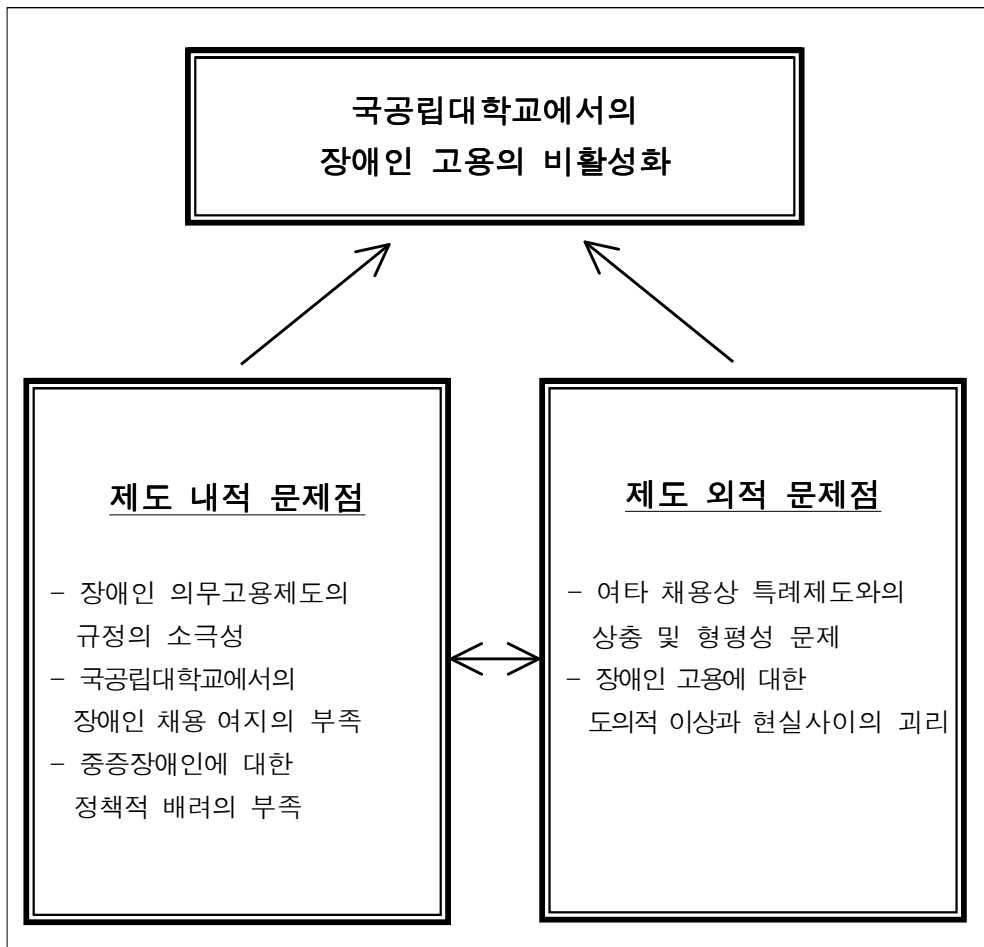 국공립대학교에서의
장애인 고용의 비활성화
제도 내적 문제점
- 장애인 의무고용제도의
규정의 소극성
- 국공립대학교에서의
장애인 채용 여지의 부족
- 중증장애인에 대한
정책적 배려의 부족
제도 외적 문제점
- 여타 채용상 특례제도와의
상충 및 형평성 문제
- 장애인 고용에 대한
도의적 이상과 현실사이의 괴리